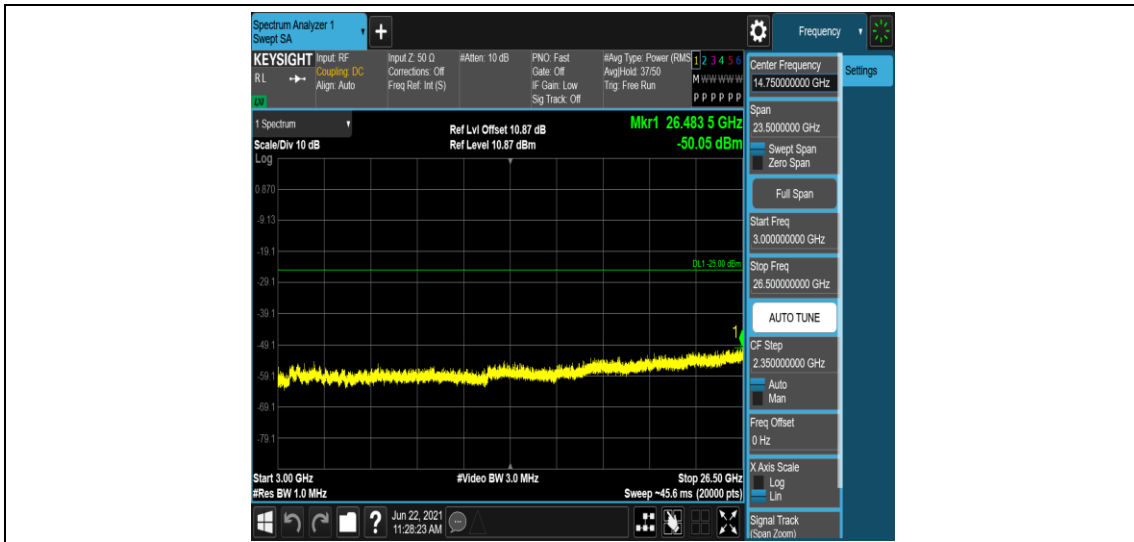 Spectrum Analyzer 1
Swept SA
+
Frequency
KEYSIGHT
RL
LXI
Input: RF
Coupling: DC
Align: Auto
Input Z: 50 Ω
Corrections: Off
Freq Ref: Int (S)
#Atten: 10 dB
PNO: Fast
Gate: Off
IF Gain: Low
Sig Track: Off
#Avg Type: Power (RMS
Avg|Hold: 37/50
Trig: Free Run
1 2 3 4 5 6
M W W W W W
P P P P P P
1 Spectrum
Scale/Div 10 dB
Log
Ref Lvl Offset 10.87 dB
Ref Level 10.87 dBm
Mkr1 26.483 5 GHz
-50.05 dBm
0.870
-9.13
-19.1
DL1 -25.00 dBm
-29.1
-39.1
1
-49.1
-59.1
-69.1
-79.1
Start 3.00 GHz
#Video BW 3.0 MHz
Stop 26.50 GHz
#Res BW 1.0 MHz
Sweep ~45.6 ms (20000 pts)
?
Jun 22, 2021
11:28:23 AM
Center Frequency
14.750000000 GHz
Settings
Span
23.5000000 GHz
Swept Span
Zero Span
Full Span
Start Freq
3.000000000 GHz
Stop Freq
26.500000000 GHz
AUTO TUNE
CF Step
2.350000000 GHz
Auto
Man
Freq Offset
0 Hz
X Axis Scale
Log
Lin
Signal Track
(Span Zoom)